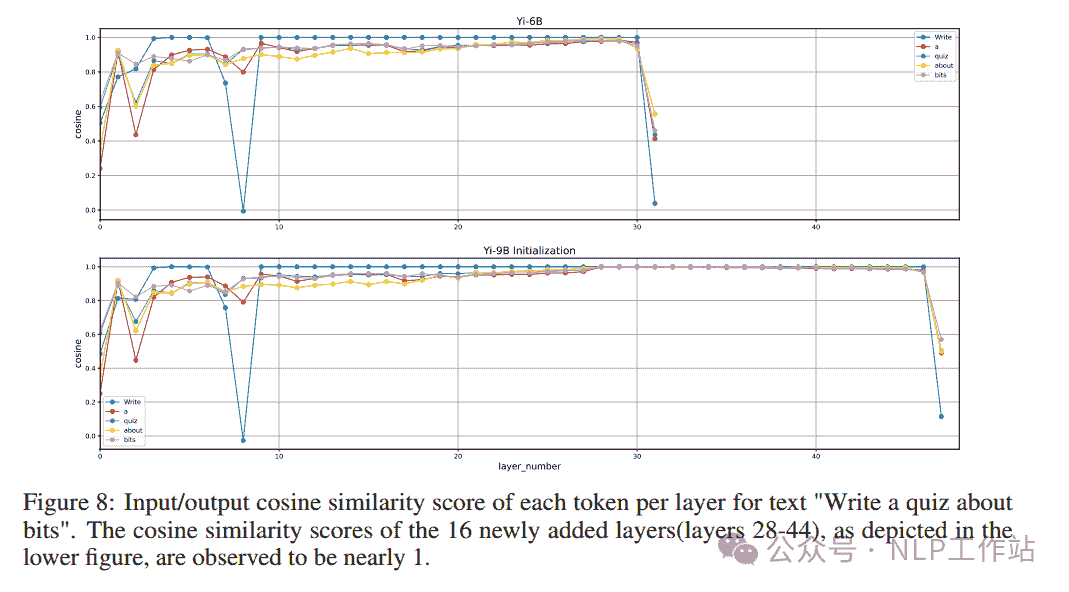 Yi-6B
1.0
0.8
0.6
0.4
0.2
0.0
cosine
0
10
20
30
40
Write
a
quiz
about
bits
Yi-9B Initialization
1.0
0.8
0.6
0.4
0.2
0.0
cosine
Write
a
quiz
about
bits
0
10
20
30
40
layer_number
Figure 8: Input/output cosine similarity score of each token per layer for text "Write a quiz about
bits". The cosine similarity scores of the 16 newly added layers(layers 28-44), as depicted in the
lower figure, are observed to be nearly 1.
公众号 · NLP工作站